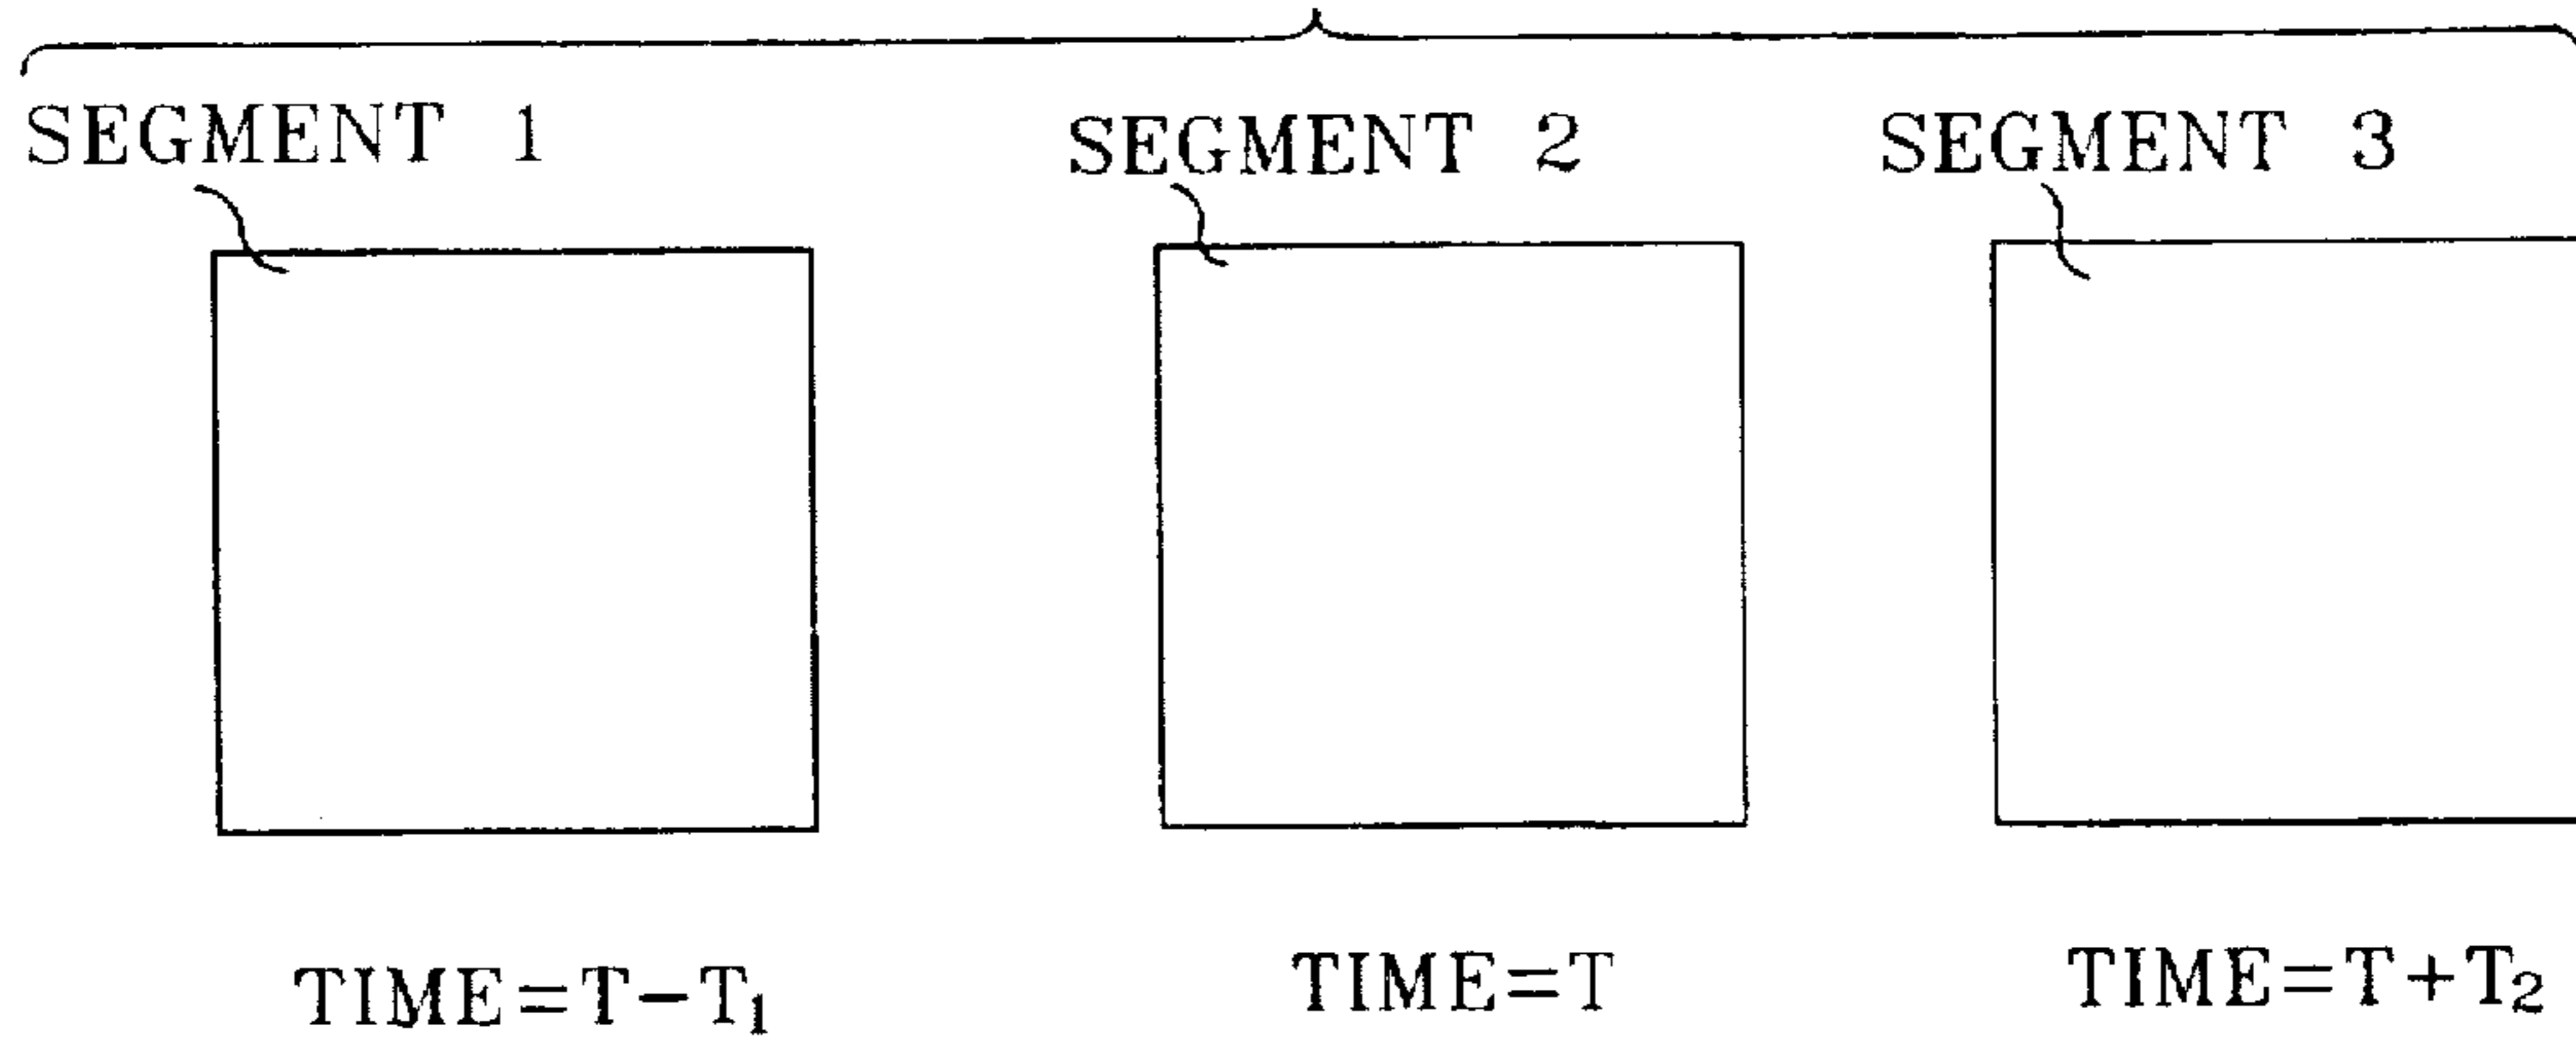 SEGMENT 1
SEGMENT 2
SEGMENT 3
TIME=T-T₁
TIME=T
TIME=T+T₂